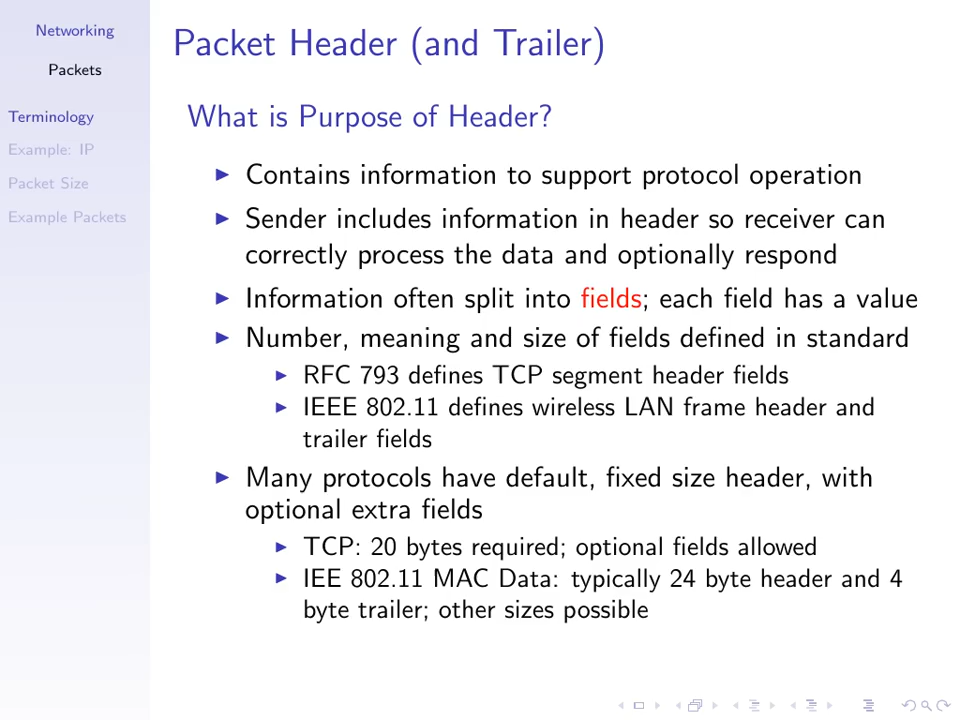 Networking
Packets
Terminology
Example: IP
Packet Size
Example Packets
Packet Header (and Trailer)
What is Purpose of Header?
Contains information to support protocol operation
Sender includes information in header so receiver can
correctly process the data and optionally respond
Information often split into fields; each field has a value
Number, meaning and size of fields defined in standard
RFC 793 defines TCP segment header fields
IEEE 802.11 defines wireless LAN frame header and
trailer fields
Many protocols have default, fixed size header, with
optional extra fields
TCP: 20 bytes required; optional fields allowed
IEE 802.11 MAC Data: typically 24 byte header and 4
byte trailer; other sizes possible